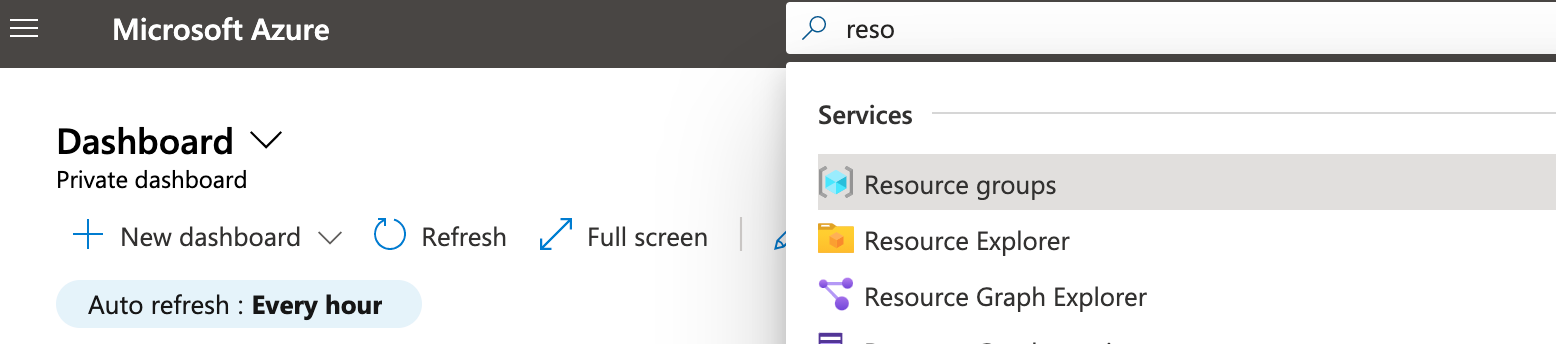 Microsoft Azure
reso
Dashboard
Private dashboard
New dashboard
Refresh
Full screen
Auto refresh : Every hour
Services
Resource groups
Resource Explorer
Resource Graph Explorer